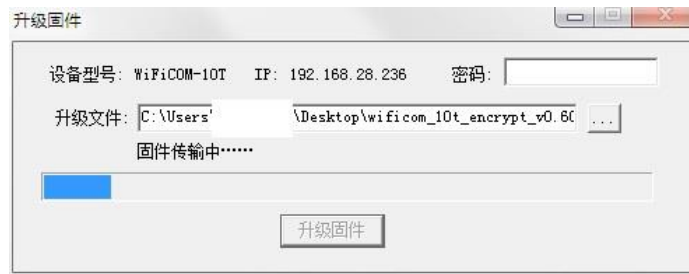 升级固件
设备型号: WiFiCOM-10T IP: 192.168.28.236 密码:
升级文件: C:\Users' \Desktop\wificom_10t_encrypt_v0.60 ...
固件传输中……
升级固件